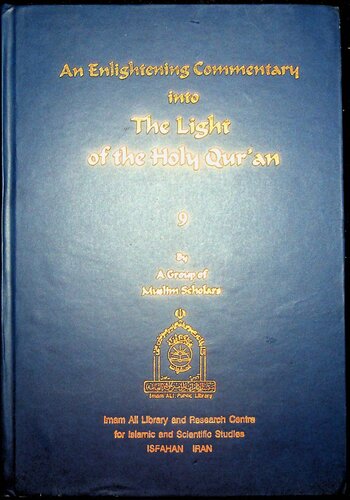 An Enlightening Commentary
into
The Light
of the Holy Qur'an
9
By
A Group of
Muslim Scholars
Imam Ali Public Library
Imam Ali Library and Research Centre
for Islamic and Scientific Studies
ISFAHAN IRAN